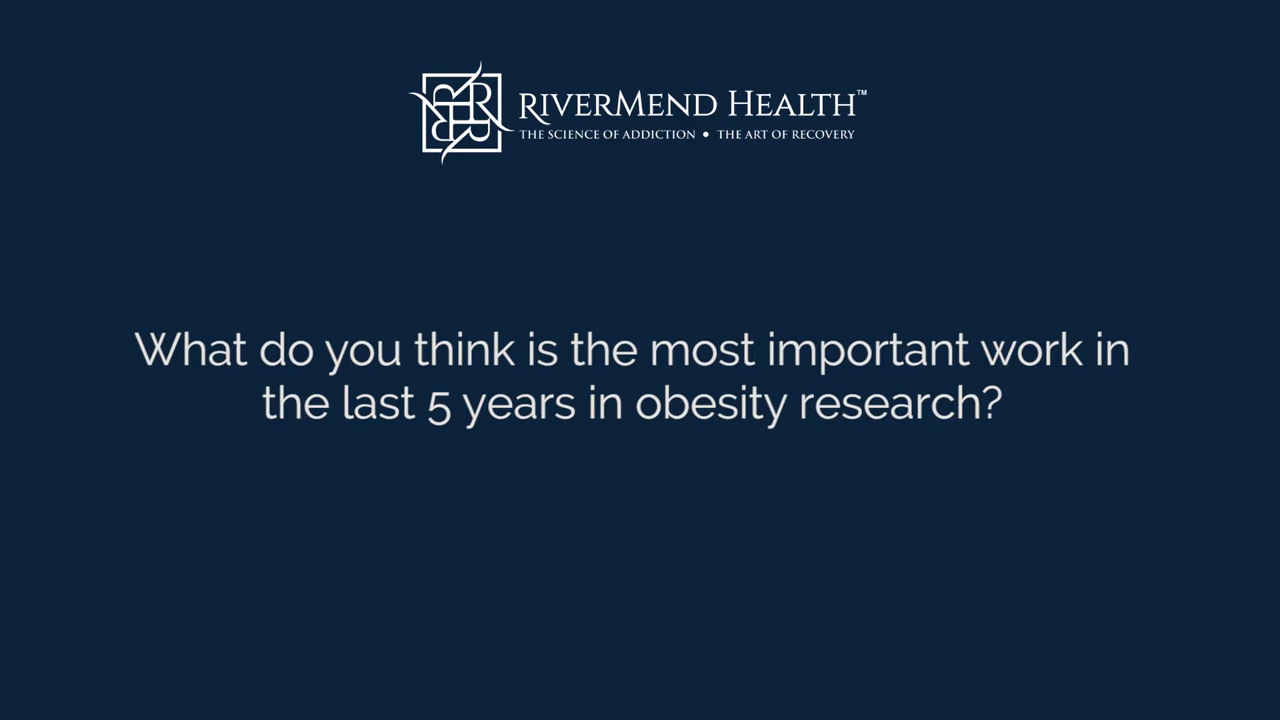 RIVERMEND HEALTH™
THE SCIENCE OF ADDICTION • THE ART OF RECOVERY
What do you think is the most important work in
the last 5 years in obesity research?